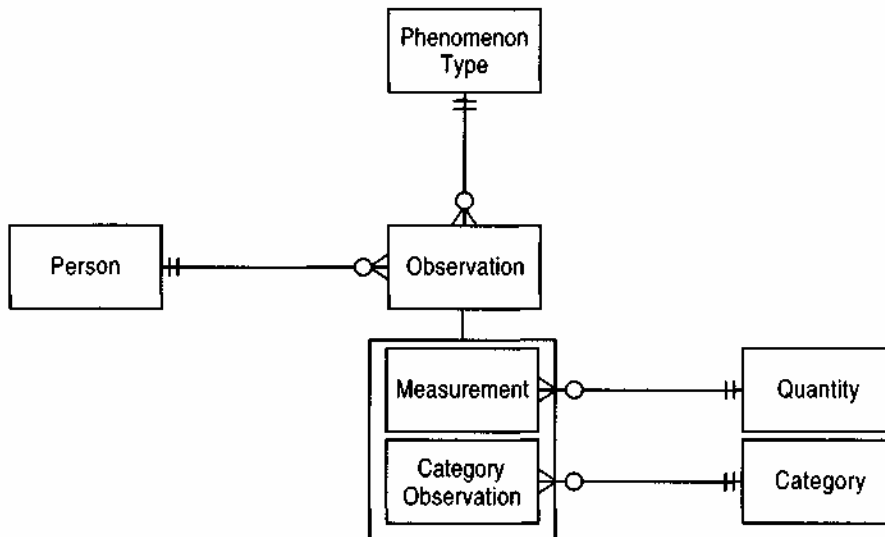 Phenomenon
Type
Person
Observation
Measurement
Quantity
Category
Observation
Category